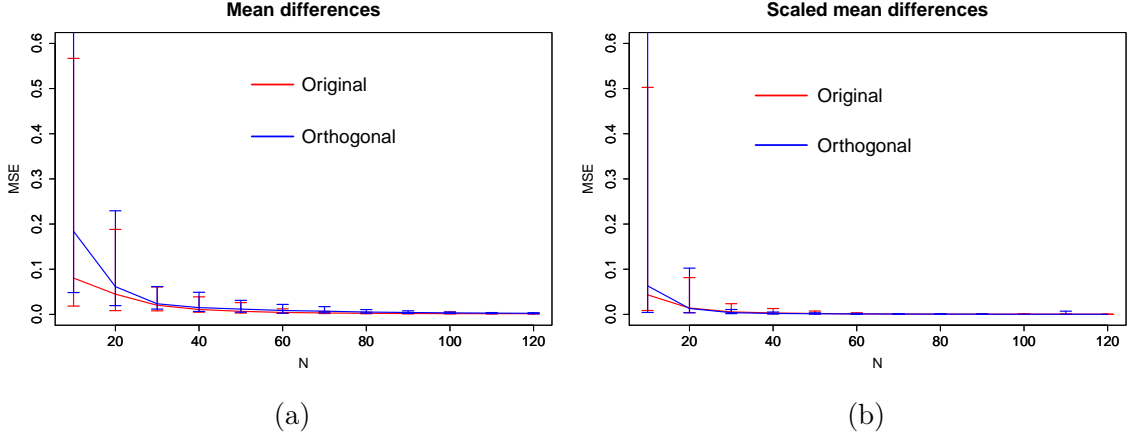 Mean differences
0.6
0.5
0.4
0.3
0.2
0.1
0.0
MSE
Original
Orthogonal
20 40 60 80 100 120
N
(a)
Scaled mean differences
0.6
0.5
0.4
0.3
0.2
0.1
0.0
MSE
Original
Orthogonal
20 40 60 80 100 120
N
(b)